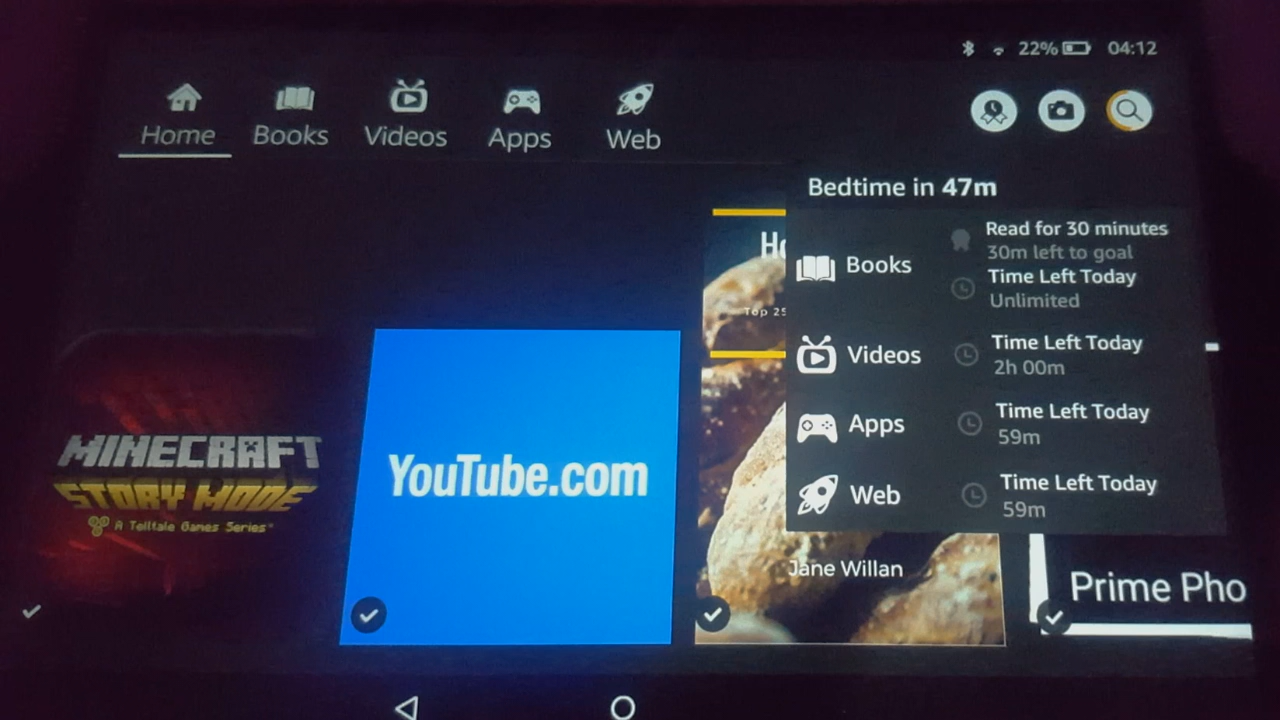 22% 04:12
Home Books Videos Apps Web
Bedtime in 47m
Books
Read for 30 minutes
30m left to goal
Time Left Today
Unlimited
Videos
Time Left Today
2h 00m
Apps
Time Left Today
59m
Web
Time Left Today
59m
MINECRAFT
STORY MODE
A Telltale Games Series
YouTube.com
Top 25
Jane Willan
Prime Pho